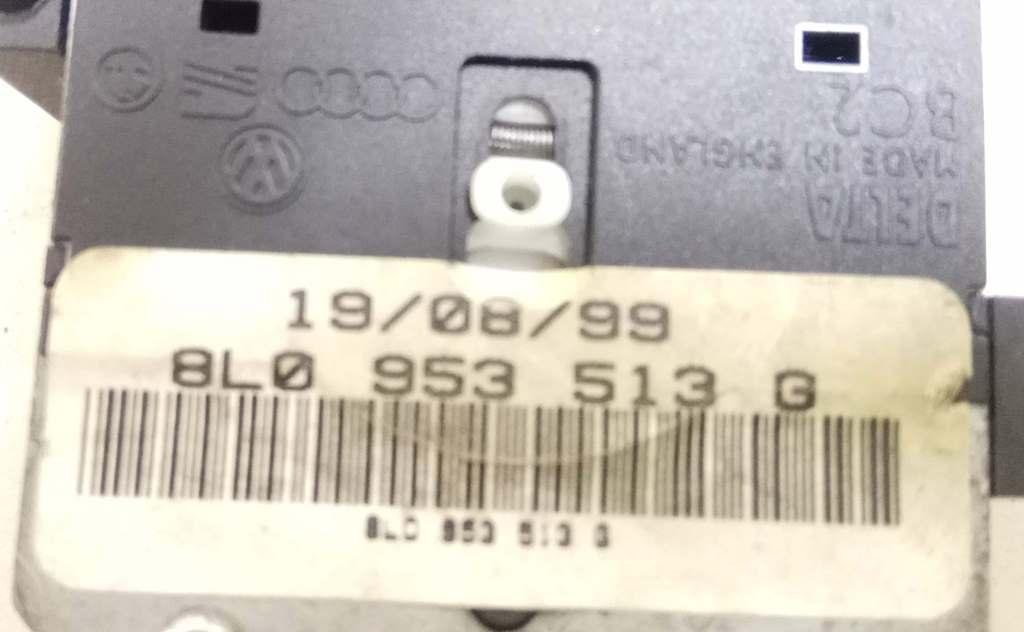 BC2
MADE IN ENGLAND
DELTA
19/08/99
8L0 953 513 G
8L0 953 513 G